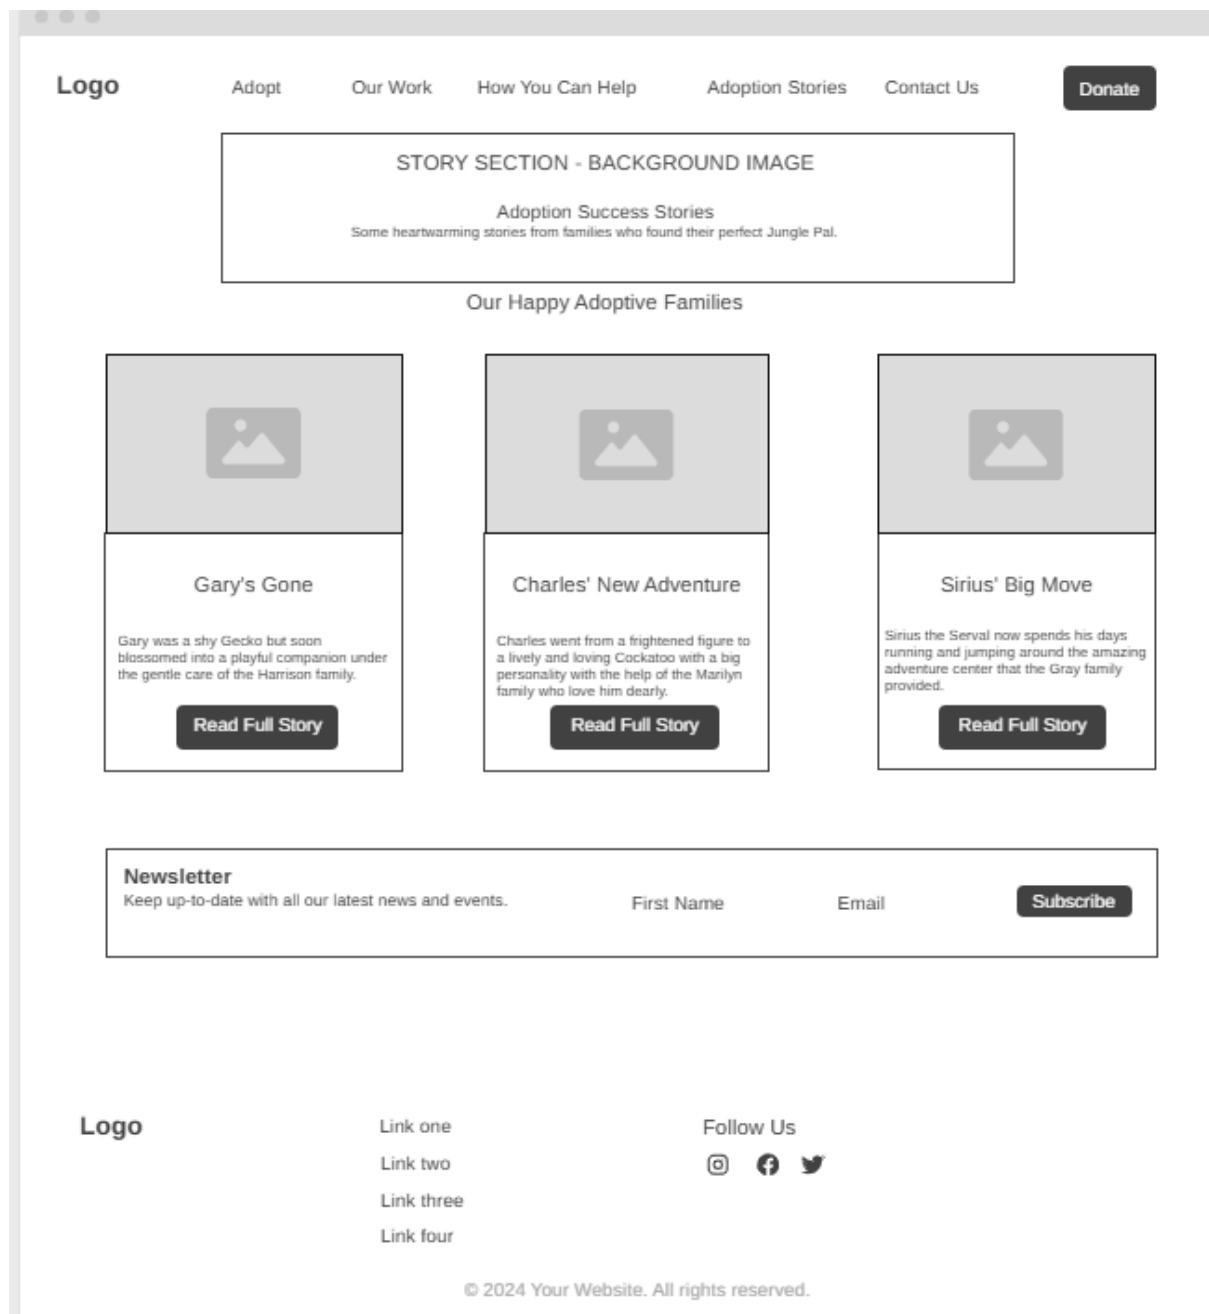 Logo
Adopt
Our Work
How You Can Help
Adoption Stories
Contact Us
Donate
STORY SECTION - BACKGROUND IMAGE
Adoption Success Stories
Some heartwarming stories from families who found their perfect Jungle Pal.
Our Happy Adoptive Families
Gary's Gone
Gary was a shy Gecko but soon
blossomed into a playful companion under
the gentle care of the Harrison family.
Read Full Story
Charles' New Adventure
Charles went from a frightened figure to
a lively and loving Cockatoo with a big
personality with the help of the Marilyn
family who love him dearly.
Read Full Story
Sirius' Big Move
Sirius the Serval now spends his days
running and jumping around the amazing
adventure center that the Gray family
provided.
Read Full Story
Newsletter
Keep up-to-date with all our latest news and events.
First Name
Email
Subscribe
Logo
Link one
Link two
Link three
Link four
Follow Us
© 2024 Your Website. All rights reserved.